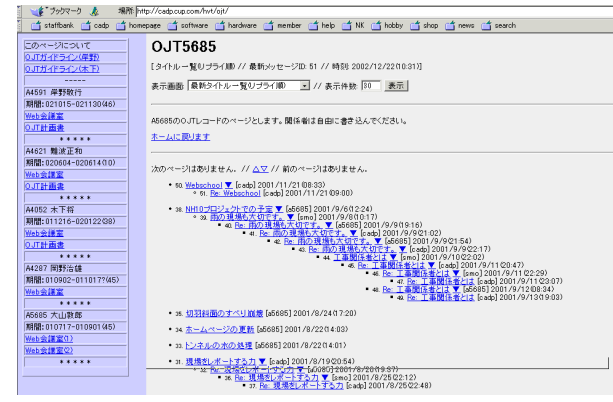 ブックマーク 場所: http://cadp.cup.com/hvt/ojt/
staffbank cadp homepage software hardware member help NK hobby shop news search
このページについて
OJTガイドライン(岸野)
OJTガイドライン(木下)
-----
A4591 岸野敬行
期間:021015-021130(46)
Web会議室
OJT計画書
* * * * *
A4621 難波正和
期間:020604-020614(10)
Web会議室
OJT計画書
* * * * *
A4052 木下将
期間:011216-020122(38)
Web会議室
OJT計画書
* * * * *
A4287 岡野治雄
期間:010902-011017?(45)
Web会議室
* * * * *
A5685 大山敦郎
期間:010717-010901(45)
Web会議室(1)
Web会議室(2)
* * * * *
OJT5685
[タイトル一覧(リプライ順) // 最新メッセージID: 51 // 時刻: 2002/12/22(10:31)]
表示画面: 最新タイトル一覧(リプライ順) // 表示件数: 30 表示
A5685のOJTレコードのページとします。関係者は自由に書き込んでください。
ホームに戻ります
次のページはありません。 // △▽ // 前のページはありません。
50. Webschool ▼ [cadp] 2001/11/21(08:33)
51. Re: Webschool [cadp] 2001/11/21(09:00)
38. NH10プロジェクトでの予定 ▼ [a5685] 2001/9/6(12:24)
39. 雨の現場も大切です。 ▼ [smo] 2001/9/8(10:17)
40. Re: 雨の現場も大切です。 ▼ [a5685] 2001/9/9(19:16)
41. Re: 雨の現場も大切です。 ▼ [cadp] 2001/9/9(21:02)
42. Re: 雨の現場も大切です。 ▼ [a5685] 2001/9/9(21:54)
43. Re: 雨の現場も大切です。 ▼ [cadp] 2001/9/9(22:17)
44. 工事関係者とは ▼ [smo] 2001/9/10(22:02)
45. Re: 工事関係者とは ▼ [cadp] 2001/9/11(20:47)
46. Re: 工事関係者とは ▼ [smo] 2001/9/11(22:29)
47. Re: 工事関係者とは ▼ [cadp] 2001/9/11(23:07)
48. Re: 工事関係者とは ▼ [a5685] 2001/9/12(08:34)
49. Re: 工事関係者とは [cadp] 2001/9/13(19:03)
35. 切羽斜面のすべり崩壊 [a5685] 2001/8/24(17:20)
34. ホームページの更新 [a5685] 2001/8/22(14:03)
33. トンネルの水の処理 [a5685] 2001/8/22(14:01)
31. 現場をレポートする力 ▼ [cadp] 2001/8/19(20:54)
32. Re: 現場をレポートする力 ▼ [a5685] 2001/8/20(19:37)
36. Re: 現場をレポートする力 ▼ [smo] 2001/8/25(22:12)
37. Re: 現場をレポートする力 [cadp] 2001/8/25(22:48)